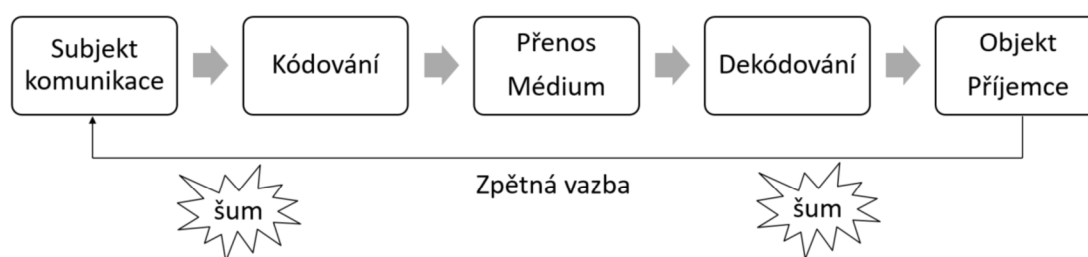 Subjekt
komunikace
Kódování
Přenos
Médium
Dekódování
Objekt
Příjemce
Zpětná vazba
šum
šum